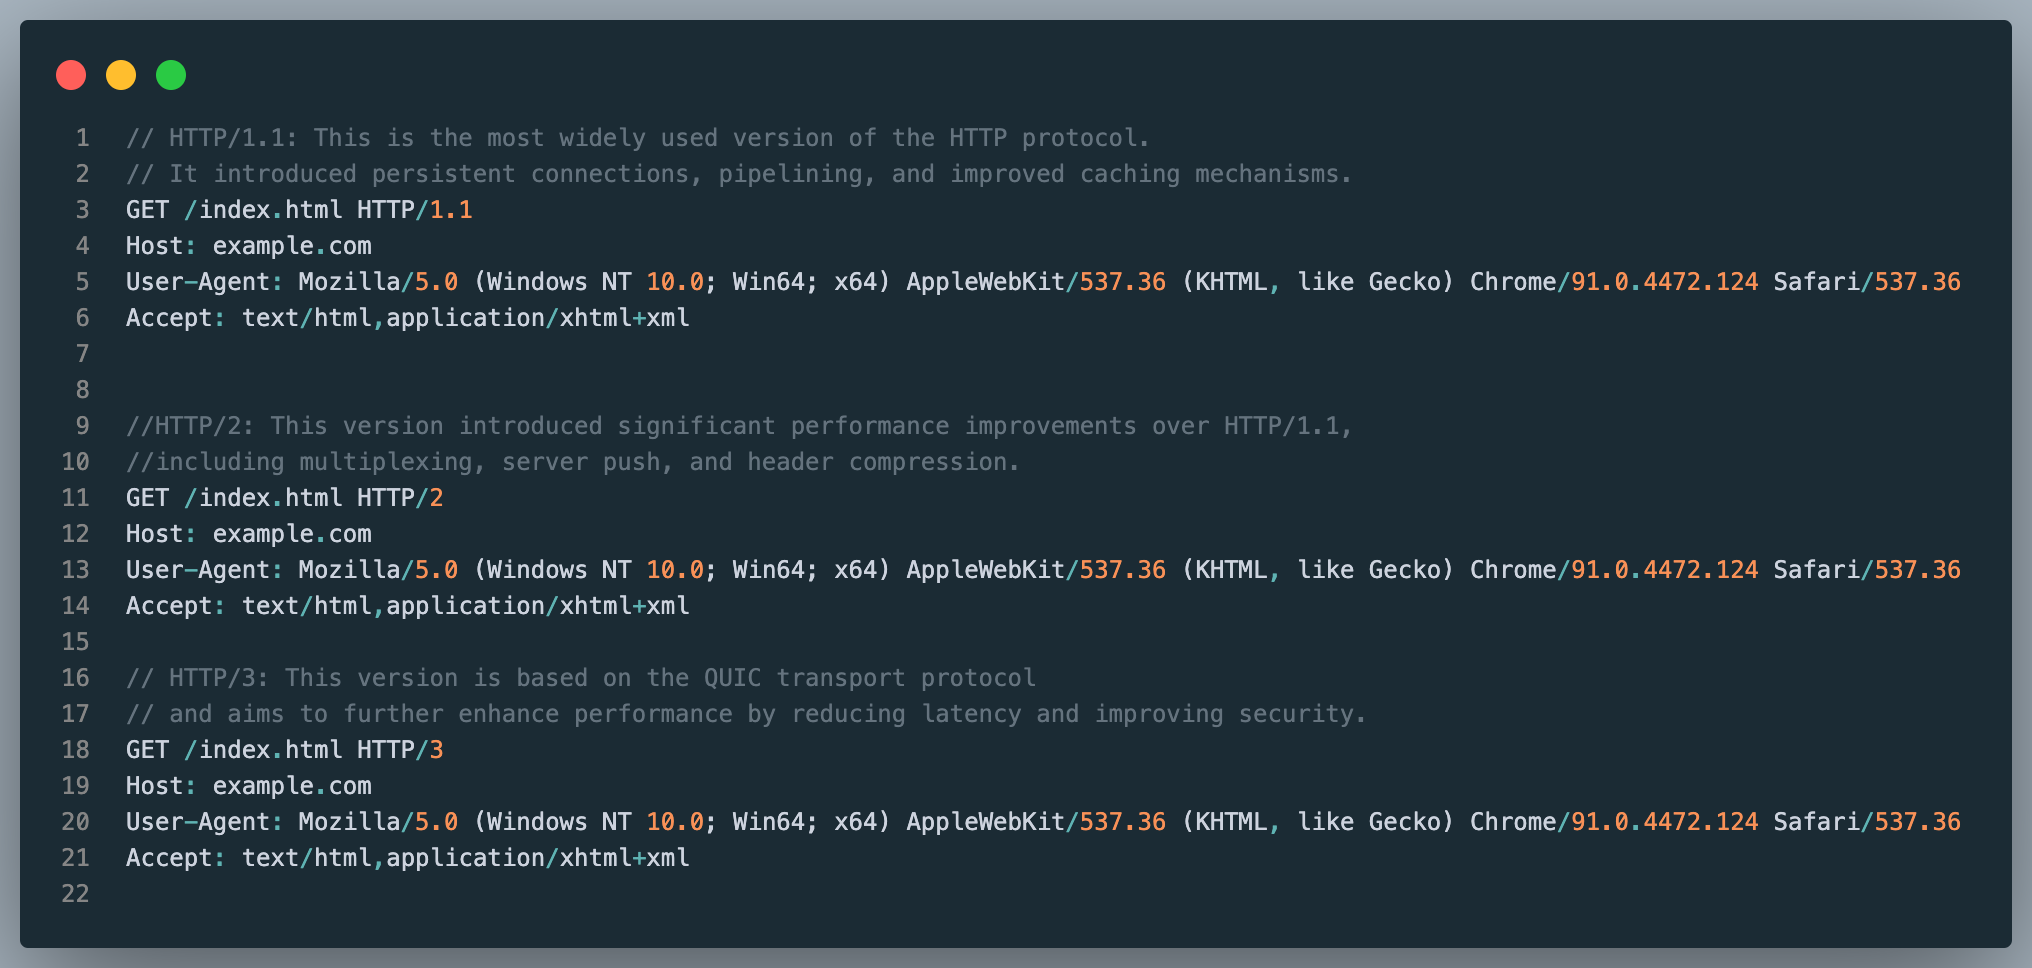 1 // HTTP/1.1: This is the most widely used version of the HTTP protocol.
2 // It introduced persistent connections, pipelining, and improved caching mechanisms.
3 GET /index.html HTTP/1.1
4 Host: example.com
5 User-Agent: Mozilla/5.0 (Windows NT 10.0; Win64; x64) AppleWebKit/537.36 (KHTML, like Gecko) Chrome/91.0.4472.124 Safari/537.36
6 Accept: text/html,application/xhtml+xml
7
8
9 //HTTP/2: This version introduced significant performance improvements over HTTP/1.1,
10 //including multiplexing, server push, and header compression.
11 GET /index.html HTTP/2
12 Host: example.com
13 User-Agent: Mozilla/5.0 (Windows NT 10.0; Win64; x64) AppleWebKit/537.36 (KHTML, like Gecko) Chrome/91.0.4472.124 Safari/537.36
14 Accept: text/html,application/xhtml+xml
15
16 // HTTP/3: This version is based on the QUIC transport protocol
17 // and aims to further enhance performance by reducing latency and improving security.
18 GET /index.html HTTP/3
19 Host: example.com
20 User-Agent: Mozilla/5.0 (Windows NT 10.0; Win64; x64) AppleWebKit/537.36 (KHTML, like Gecko) Chrome/91.0.4472.124 Safari/537.36
21 Accept: text/html,application/xhtml+xml
22